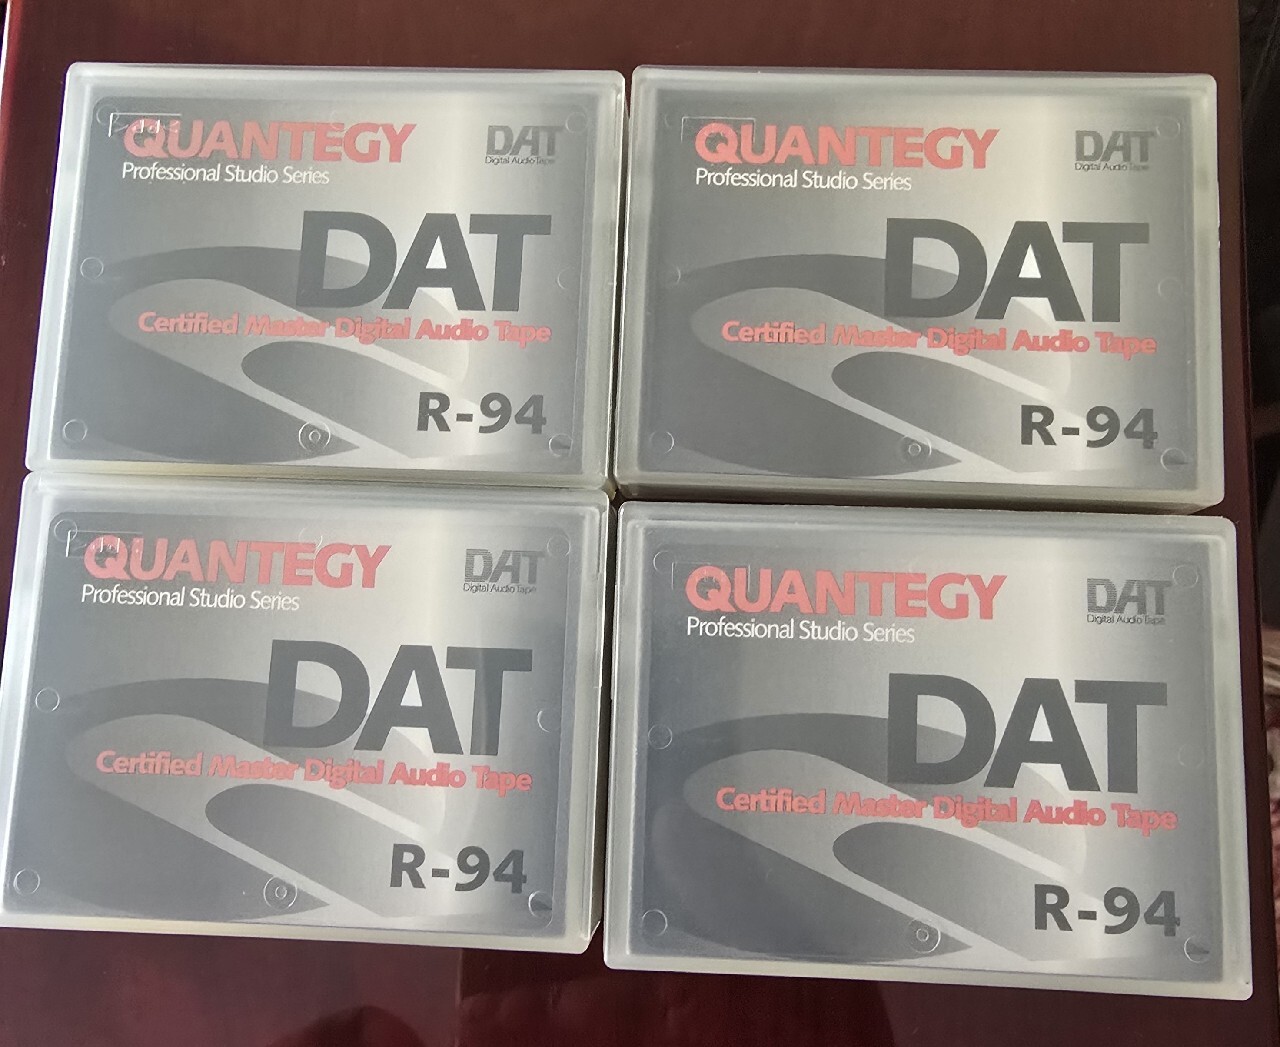 QUANTEGY
DAT
Professional Studio Series
Digital Audio Tape
DAT
Certified Master Digital Audio Tape
R-94
QUANTEGY
DAT
Professional Studio Series
Digital Audio Tape
DAT
Certified Master Digital Audio Tape
R-94
QUANTEGY
DAT
Professional Studio Series
Digital Audio Tape
DAT
Certified Master Digital Audio Tape
R-94
QUANTEGY
DAT
Professional Studio Series
Digital Audio Tape
DAT
Certified Master Digital Audio Tape
R-94